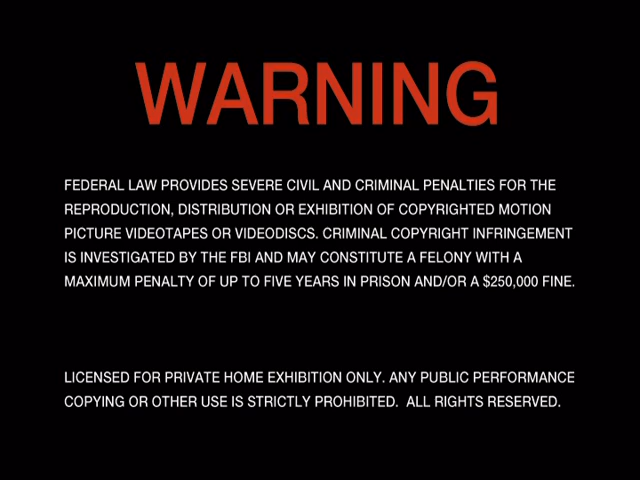 WARNING
FEDERAL LAW PROVIDES SEVERE CIVIL AND CRIMINAL PENALTIES FOR THE
REPRODUCTION, DISTRIBUTION OR EXHIBITION OF COPYRIGHTED MOTION
PICTURE VIDEOTAPES OR VIDEODISCS. CRIMINAL COPYRIGHT INFRINGEMENT
IS INVESTIGATED BY THE FBI AND MAY CONSTITUTE A FELONY WITH A
MAXIMUM PENALTY OF UP TO FIVE YEARS IN PRISON AND/OR A $250,000 FINE.
LICENSED FOR PRIVATE HOME EXHIBITION ONLY. ANY PUBLIC PERFORMANCE
COPYING OR OTHER USE IS STRICTLY PROHIBITED.  ALL RIGHTS RESERVED.